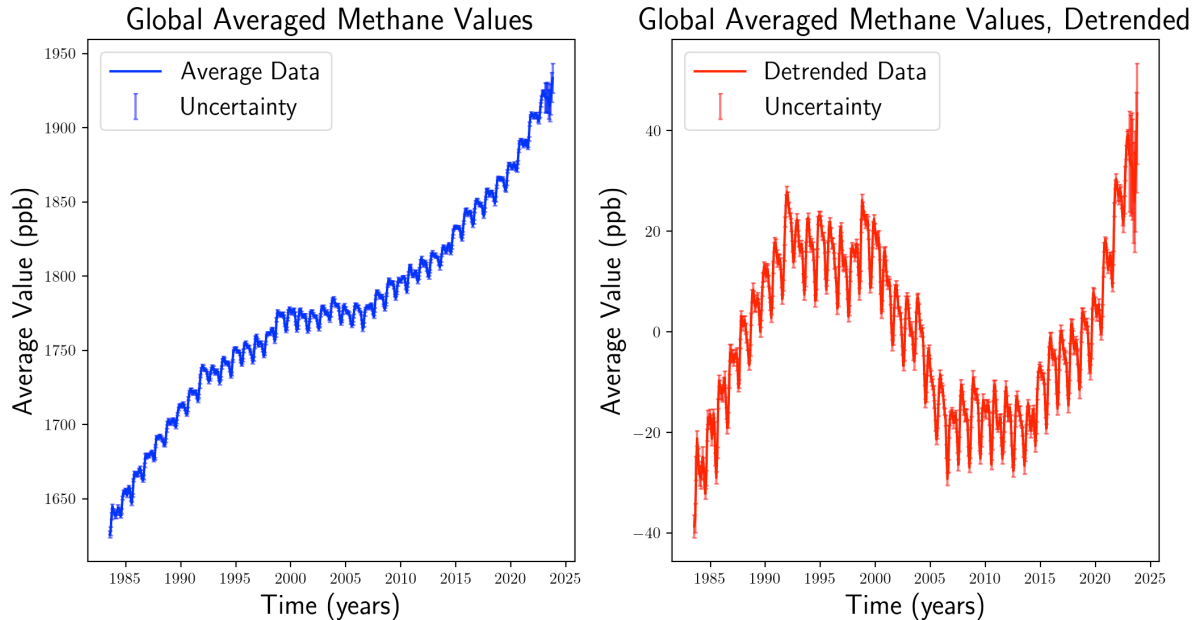 Global Averaged Methane Values
Average Data
Uncertainty
1950
1900
1850
1800
1750
1700
1650
Average Value (ppb)
1985 1990 1995 2000 2005 2010 2015 2020 2025
Time (years)
Global Averaged Methane Values, Detrended
Detrended Data
Uncertainty
40
20
0
−20
−40
Average Value (ppb)
1985 1990 1995 2000 2005 2010 2015 2020 2025
Time (years)